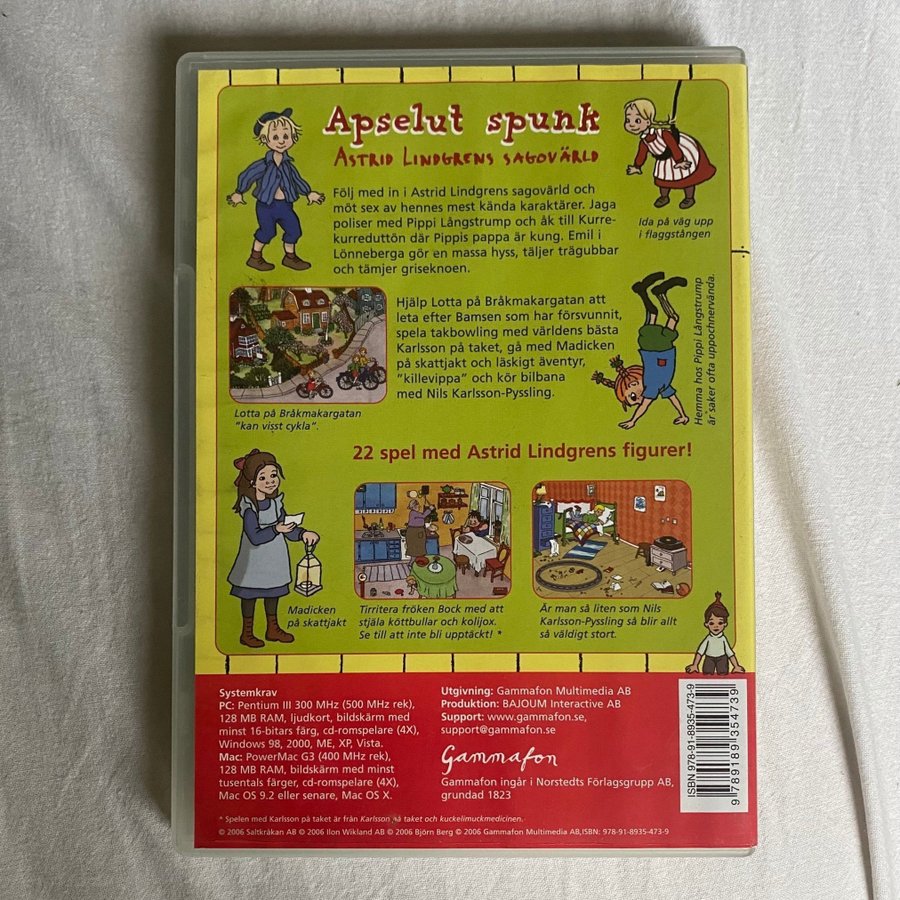 Apselut spunk
Astrid Lindgrens sagovärld
Följ med in i Astrid Lindgrens sagovärld och
möt sex av hennes mest kända karaktärer. Jaga
poliser med Pippi Långstrump och åk till Kurre-
kurreduttön där Pippis pappa är kung. Emil i
Lönneberga gör en massa hyss, täljer trägubbar
och tämjer griseknoen.
Ida på väg upp
i flaggstången
Hjälp Lotta på Bråkmakargatan att
leta efter Bamsen som har försvunnit,
spela takbowling med världens bästa
Karlsson på taket, gå med Madicken
på skattjakt och läskigt äventyr,
"killevippa" och kör bilbana
med Nils Karlsson-Pyssling.
Hemma hos Pippi Långstrump
är saker ofta uppochnervända.
Lotta på Bråkmakargatan
"kan visst cykla".
22 spel med Astrid Lindgrens figurer!
Madicken
på skattjakt
Tirritera fröken Bock med att
stjäla köttbullar och kolijox.
Se till att inte bli upptäckt! *
Är man så liten som Nils
Karlsson-Pyssling så blir allt
så väldigt stort.
Systemkrav
PC: Pentium III 300 MHz (500 MHz rek),
128 MB RAM, ljudkort, bildskärm med
minst 16-bitars färg, cd-romspelare (4X),
Windows 98, 2000, ME, XP, Vista.
Mac: PowerMac G3 (400 MHz rek),
128 MB RAM, bildskärm med minst
tusentals färger, cd-romspelare (4X),
Mac OS 9.2 eller senare, Mac OS X.
Utgivning: Gammafon Multimedia AB
Produktion: BAJOUM Interactive AB
Support: www.gammafon.se,
support@gammafon.se
Gammafon
Gammafon ingår i Norstedts Förlagsgrupp AB,
grundad 1823
ISBN 978-91-8935-473-9
9 789189 354739
* Spelen med Karlsson på taket är från Karlsson på taket och kuckelimuckmedicinen.
© 2006 Saltkråkan AB © 2006 Ilon Wikland AB © 2006 Björn Berg © 2006 Gammafon Multimedia AB,ISBN: 978-91-8935-473-9